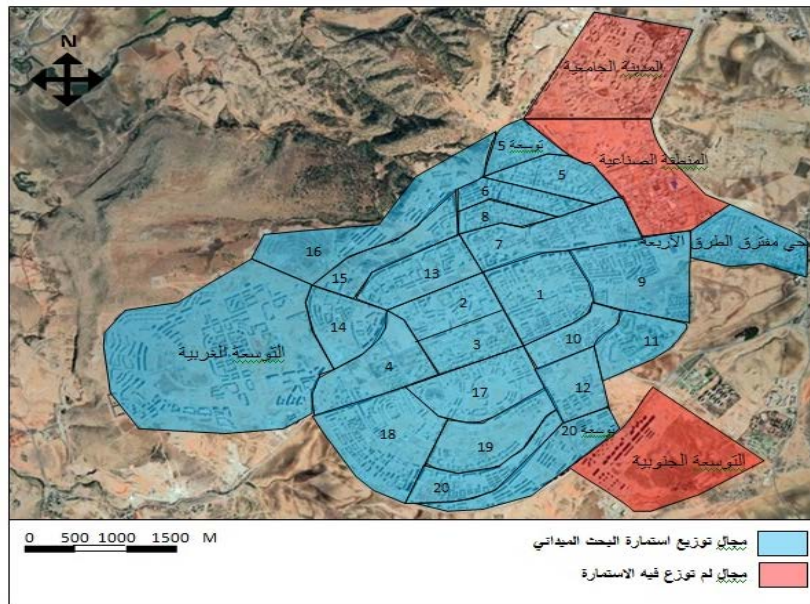 N
المدينة الجامعية
المنطقة الصناعية
توسعة 5
5
6
8
7
حي مفترق الطرق الاربعة
16
15
13
2
1
9
14
3
10
11
التوسعة الغربية
4
12
17
توسعة 20
18
19
التوسعة الجنوبية
20
0 500 1000 1500 M
مجال توزيع استمارة البحث الميداني
مجال لم توزع فيه الاستمارة